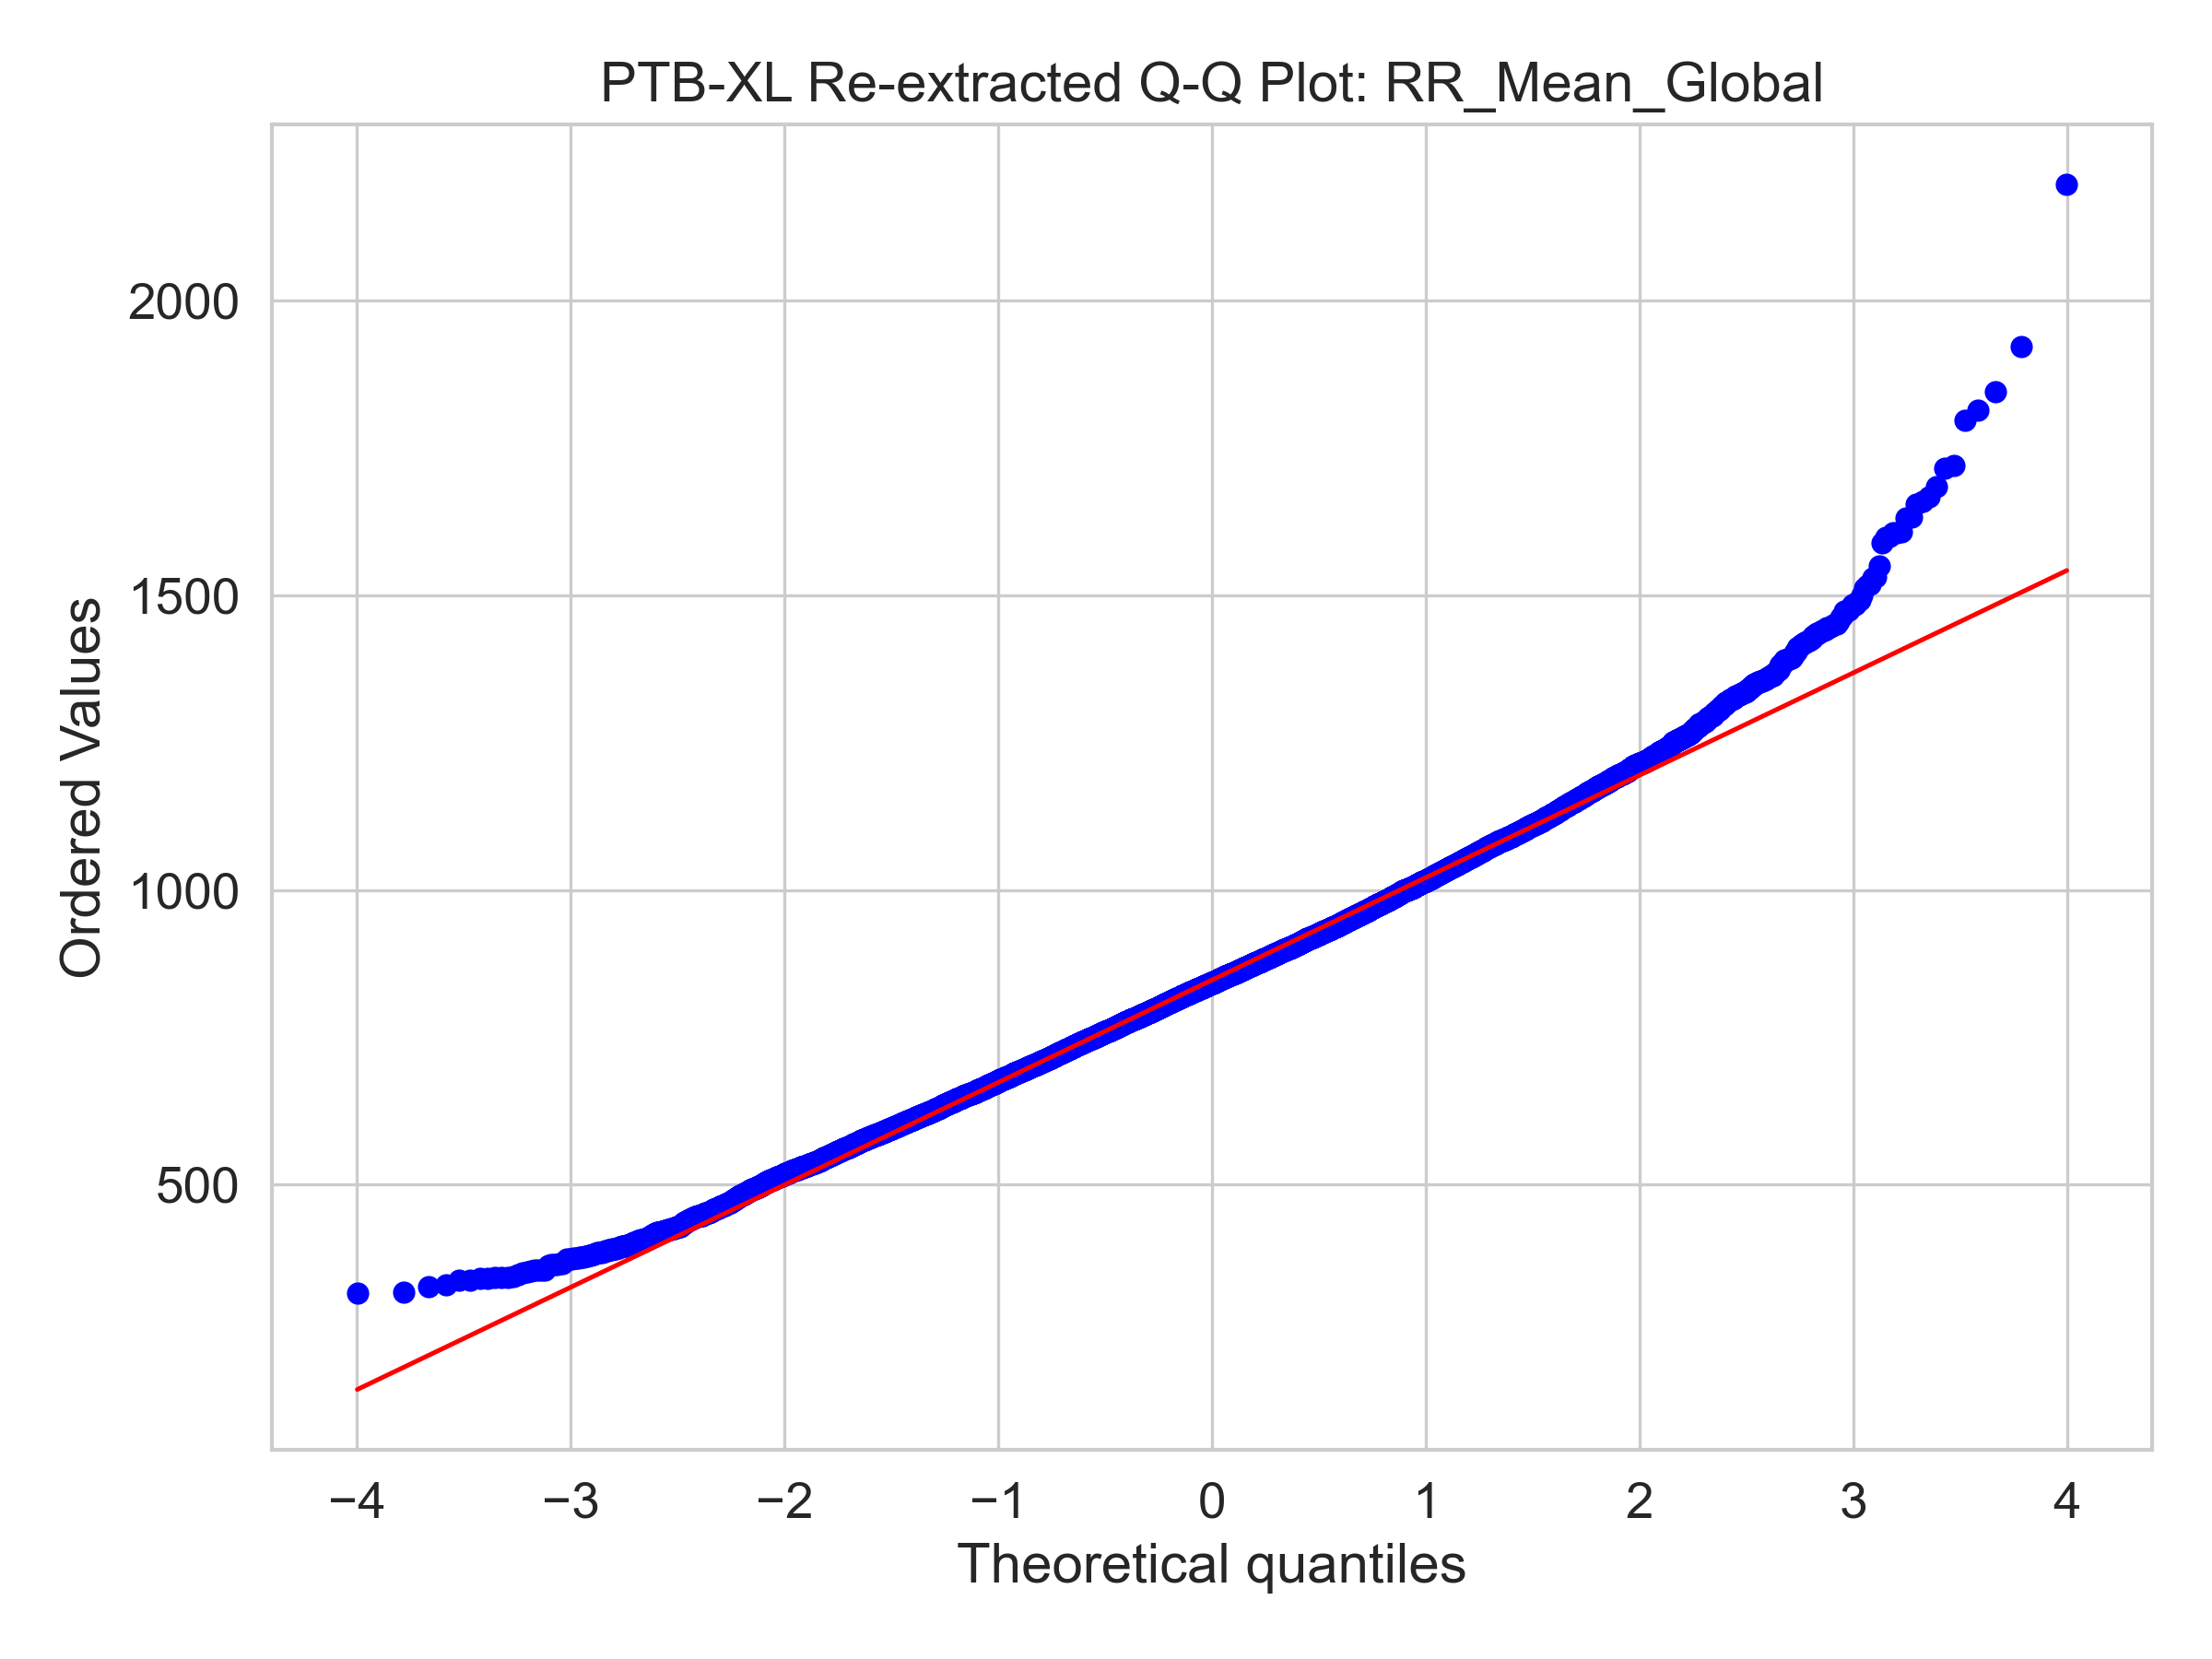 PTB-XL Re-extracted Q-Q Plot: RR_Mean_Global
Ordered Values
2000
1500
1000
500
−4 −3 −2 −1 0 1 2 3 4
Theoretical quantiles